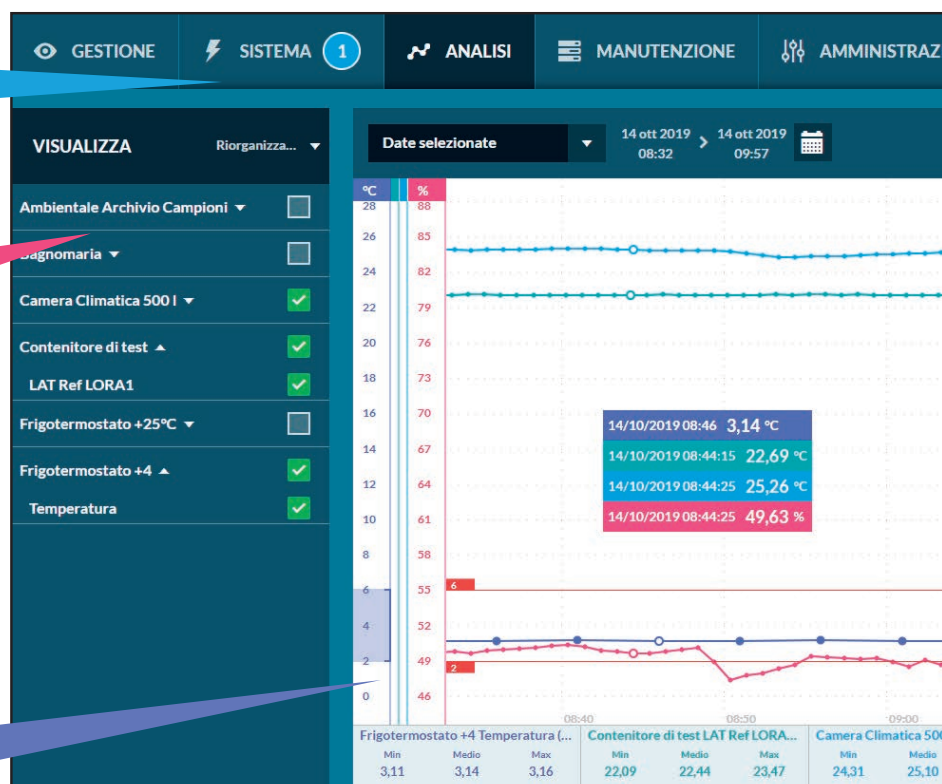 GESTIONE
SISTEMA 1
ANALISI
MANUTENZIONE
AMMINISTRAZ
VISUALIZZA
Riorganizza...
Ambientale Archivio Campioni
Bagnomaria
Camera Climatica 500 l
Contenitore di test
LAT Ref LORA1
Frigotermostato +25°C
Frigotermostato +4
Temperatura
Date selezionate
14 ott 2019 > 14 ott 2019
08:32 09:57
°C %
28 88
26 85
24 82
22 79
20 76
18 73
16 70
14 67
12 64
10 61
8 58
6 55
4 52
2 49
0 46
6
2
14/10/2019 08:46 3,14 °C
14/10/2019 08:44:15 22,69 °C
14/10/2019 08:44:25 25,26 °C
14/10/2019 08:44:25 49,63 %
08:40 08:50 09:00
Frigotermostato +4 Temperatura (...
Min Medio Max
3,11 3,14 3,16
Contenitore di test LAT Ref LORA...
Min Medio Max
22,09 22,44 23,47
Camera Climatica 500
Min Medio
24,31 25,10